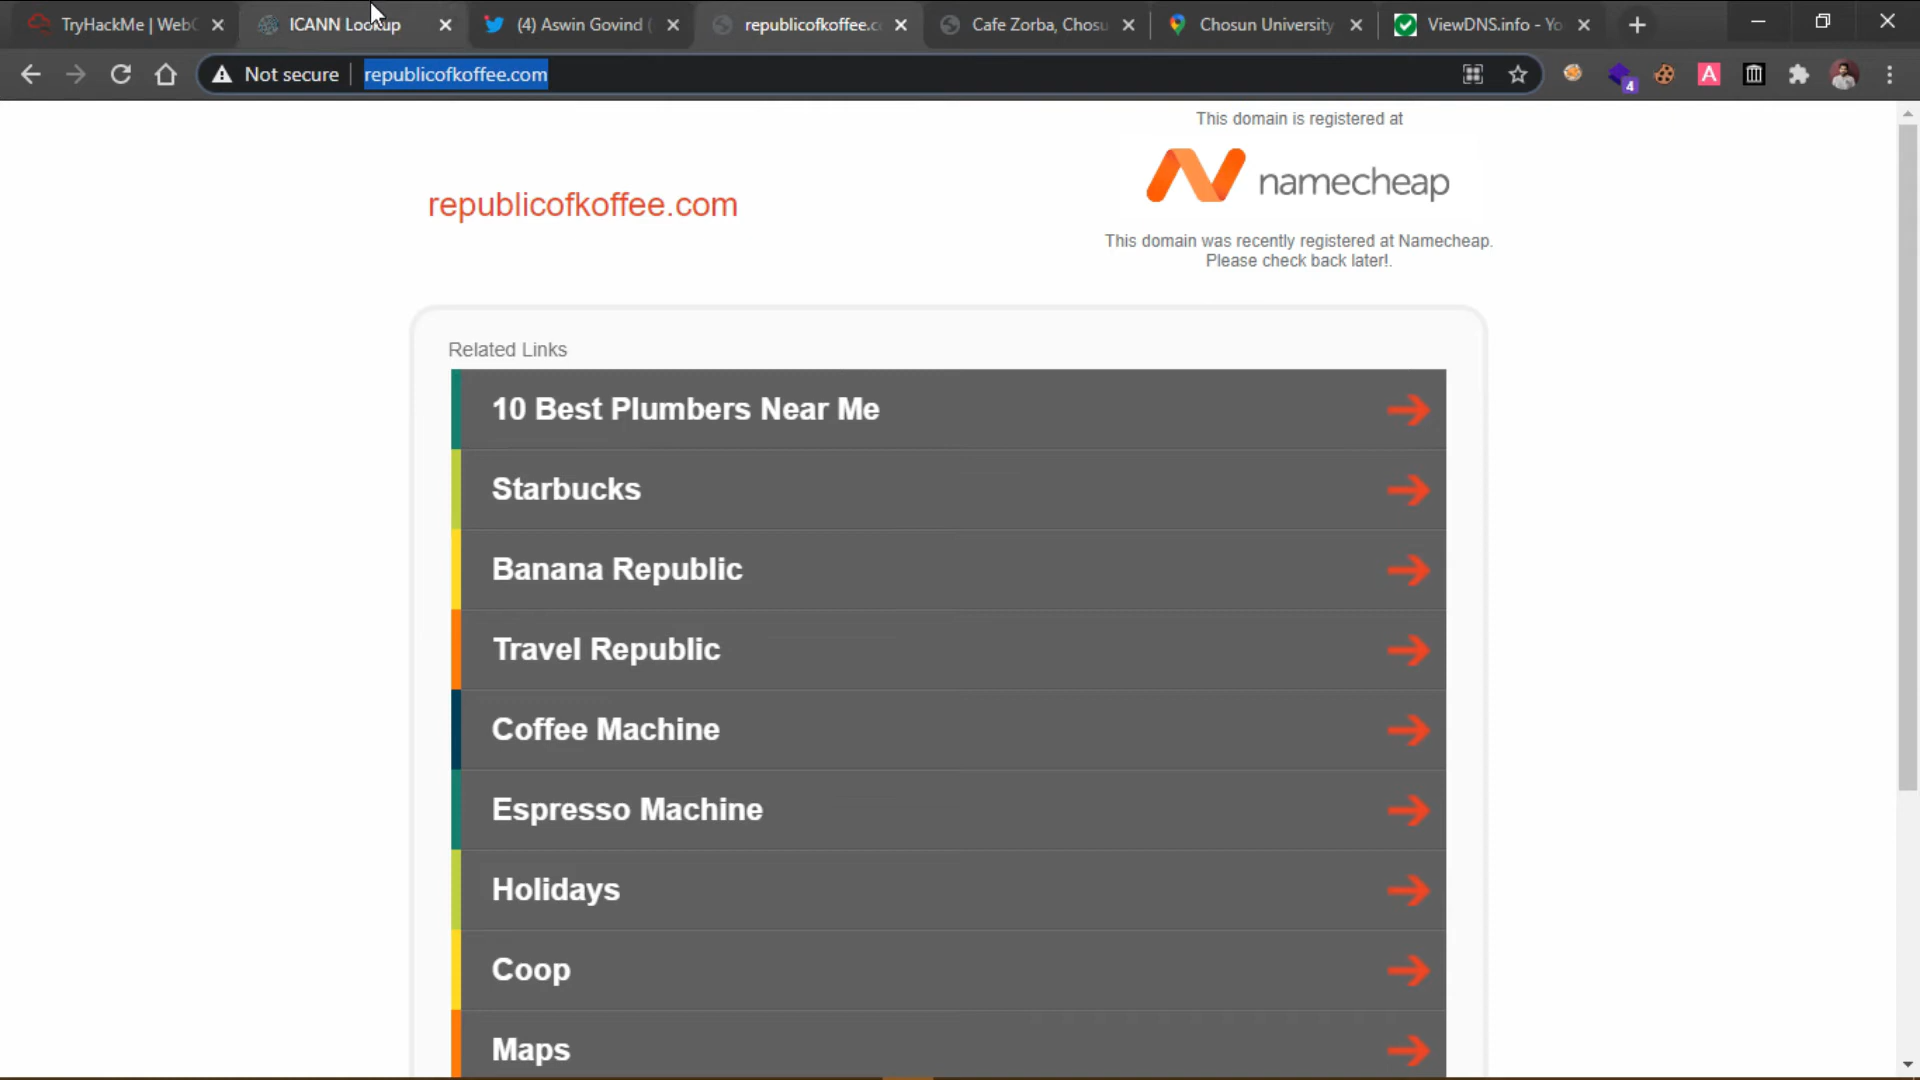 TryHackMe | WebO
ICANN Lookup
(4) Aswin Govind (
republicofkoffee.c
Cafe Zorba, Chosu
Chosun University
ViewDNS.info - Yo
Not secure
republicofkoffee.com
4
A
This domain is registered at
republicofkoffee.com
namecheap
This domain was recently registered at Namecheap.
Please check back later!.
Related Links
10 Best Plumbers Near Me
Starbucks
Banana Republic
Travel Republic
Coffee Machine
Espresso Machine
Holidays
Coop
Maps